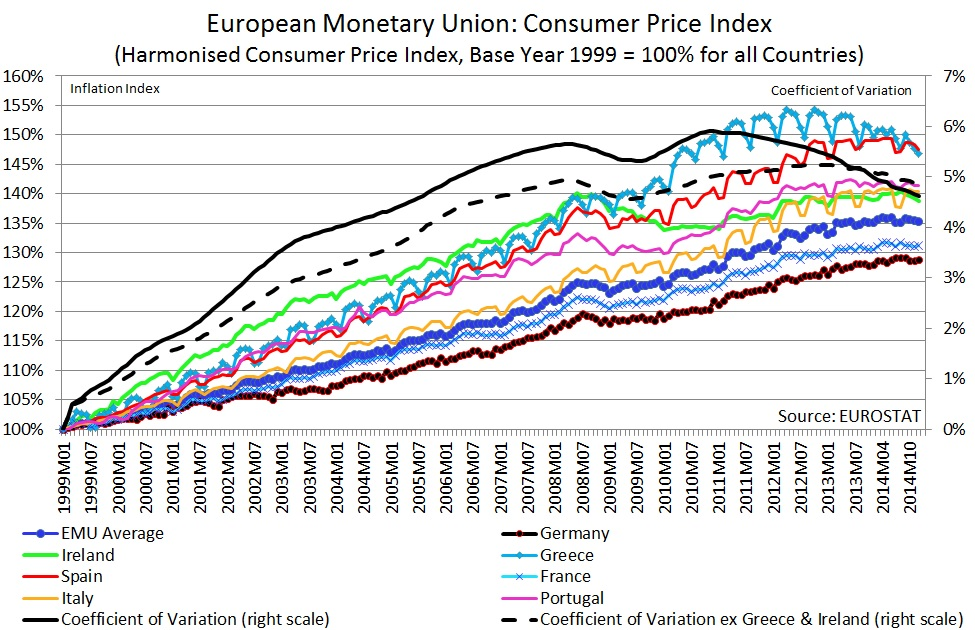 European Monetary Union: Consumer Price Index
(Harmonised Consumer Price Index, Base Year 1999 = 100% for all Countries)
Inflation Index
Coefficient of Variation
160%
155%
150%
145%
140%
135%
130%
125%
120%
115%
110%
105%
100%
7%
6%
5%
4%
3%
2%
1%
0%
Source: EUROSTAT
1999M01
1999M07
2000M01
2000M07
2001M01
2001M07
2002M01
2002M07
2003M01
2003M07
2004M01
2004M07
2005M01
2005M07
2006M01
2006M07
2007M01
2007M07
2008M01
2008M07
2009M01
2009M07
2010M01
2010M07
2011M01
2011M07
2012M01
2012M07
2013M01
2013M07
2014M04
2014M10
EMU Average
Germany
Ireland
Greece
Spain
France
Italy
Portugal
Coefficient of Variation (right scale)
Coefficient of Variation ex Greece & Ireland (right scale)